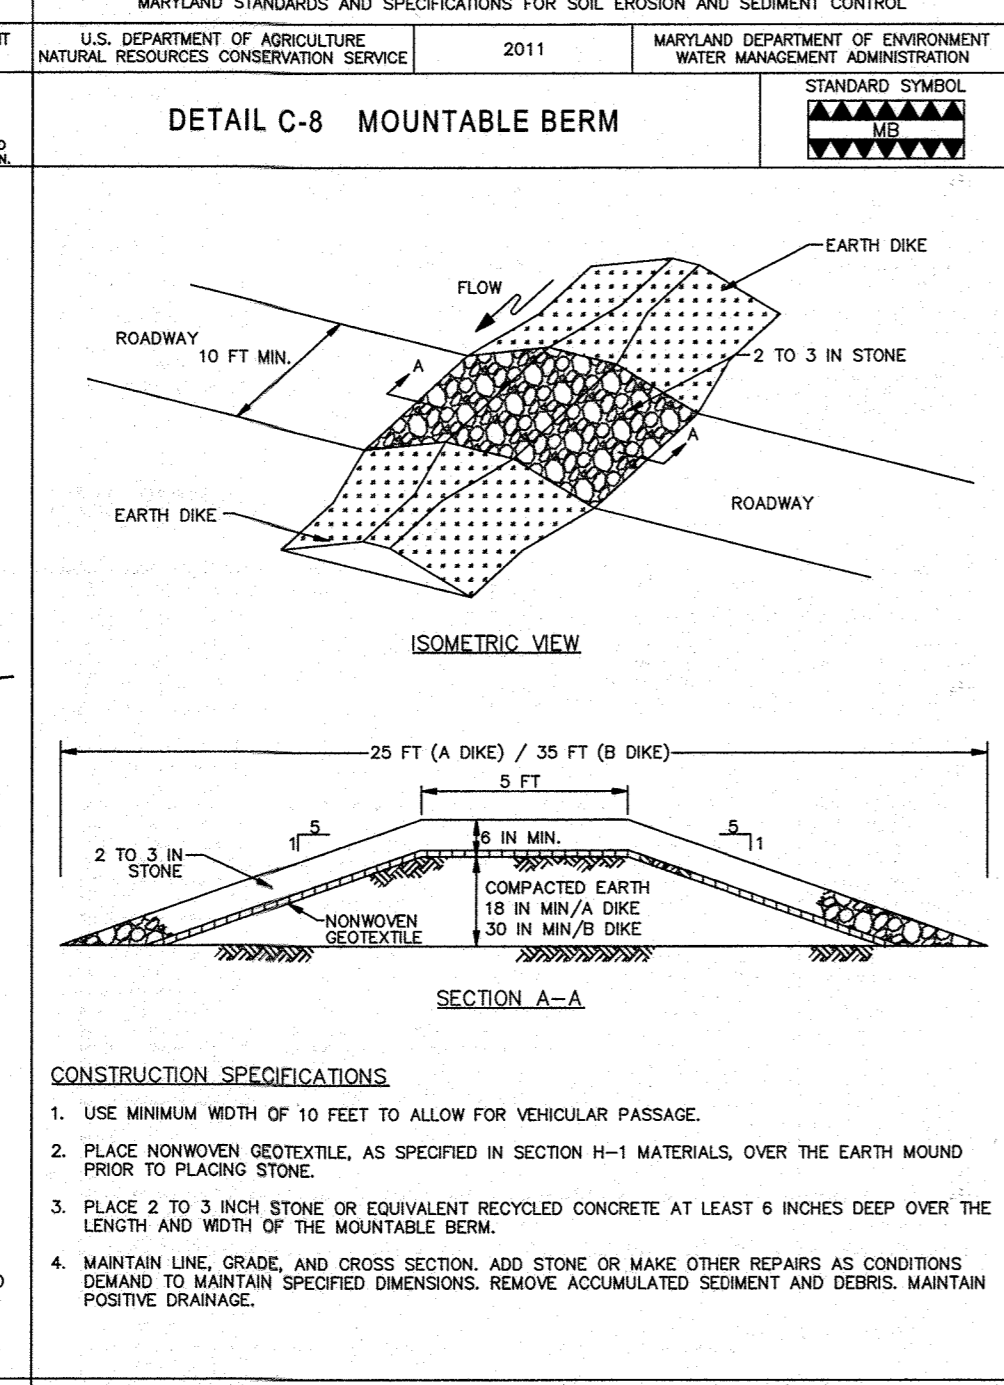 MARYLAND STANDARDS AND SPECIFICATIONS FOR SOIL EROSION AND SEDIMENT CONTROL
U.S. DEPARTMENT OF AGRICULTURE
NATURAL RESOURCES CONSERVATION SERVICE
2011
MARYLAND DEPARTMENT OF ENVIRONMENT
WATER MANAGEMENT ADMINISTRATION
DETAIL C-8 MOUNTABLE BERM
STANDARD SYMBOL
MB
EARTH DIKE
FLOW
ROADWAY
10 FT MIN.
2 TO 3 IN STONE
A
A
ROADWAY
EARTH DIKE
ISOMETRIC VIEW
25 FT (A DIKE) / 35 FT (B DIKE)
5 FT
5
1
6 IN MIN.
5
1
2 TO 3 IN
STONE
COMPACTED EARTH
18 IN MIN/A DIKE
30 IN MIN/B DIKE
NONWOVEN
GEOTEXTILE
SECTION A-A
CONSTRUCTION SPECIFICATIONS
1. USE MINIMUM WIDTH OF 10 FEET TO ALLOW FOR VEHICULAR PASSAGE.
2. PLACE NONWOVEN GEOTEXTILE, AS SPECIFIED IN SECTION H-1 MATERIALS, OVER THE EARTH MOUND
PRIOR TO PLACING STONE.
3. PLACE 2 TO 3 INCH STONE OR EQUIVALENT RECYCLED CONCRETE AT LEAST 6 INCHES DEEP OVER THE
LENGTH AND WIDTH OF THE MOUNTABLE BERM.
4. MAINTAIN LINE, GRADE, AND CROSS SECTION. ADD STONE OR MAKE OTHER REPAIRS AS CONDITIONS
DEMAND TO MAINTAIN SPECIFIED DIMENSIONS. REMOVE ACCUMULATED SEDIMENT AND DEBRIS. MAINTAIN
POSITIVE DRAINAGE.